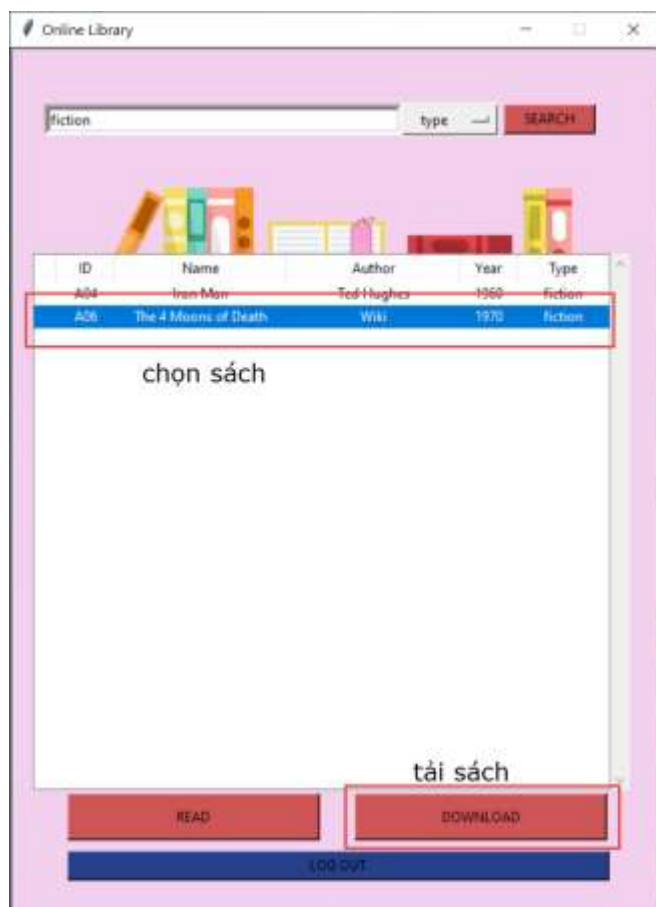 Online Library
fiction type SEARCH
ID Name Author Year Type
A04 Iron Man Ted Hughes 1960 fiction
A06 The 4 Moons of Death Wiki 1970 fiction
chọn sách
tải sách
READ DOWNLOAD
LOG OUT